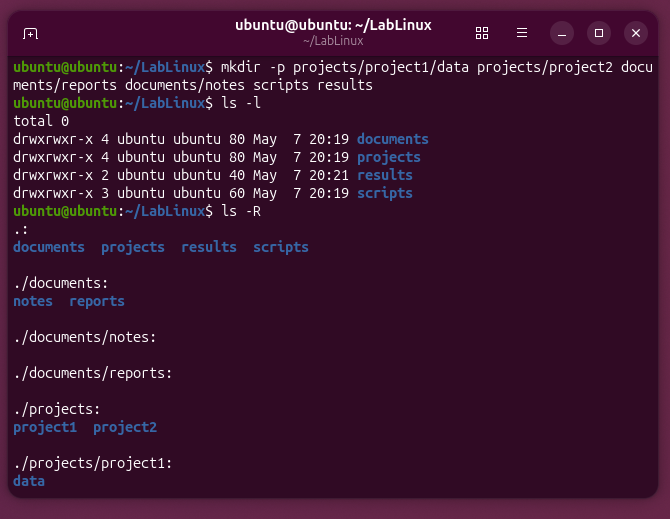 ubuntu@ubuntu: ~/LabLinux
~/LabLinux
ubuntu@ubuntu:~/LabLinux$ mkdir -p projects/project1/data projects/project2 docu
ments/reports documents/notes scripts results
ubuntu@ubuntu:~/LabLinux$ ls -l
total 0
drwxrwxr-x 4 ubuntu ubuntu 80 May  7 20:19 documents
drwxrwxr-x 4 ubuntu ubuntu 80 May  7 20:19 projects
drwxrwxr-x 2 ubuntu ubuntu 40 May  7 20:21 results
drwxrwxr-x 3 ubuntu ubuntu 60 May  7 20:19 scripts
ubuntu@ubuntu:~/LabLinux$ ls -R
.:
documents  projects  results  scripts
./documents:
notes  reports
./documents/notes:
./documents/reports:
./projects:
project1  project2
./projects/project1:
data